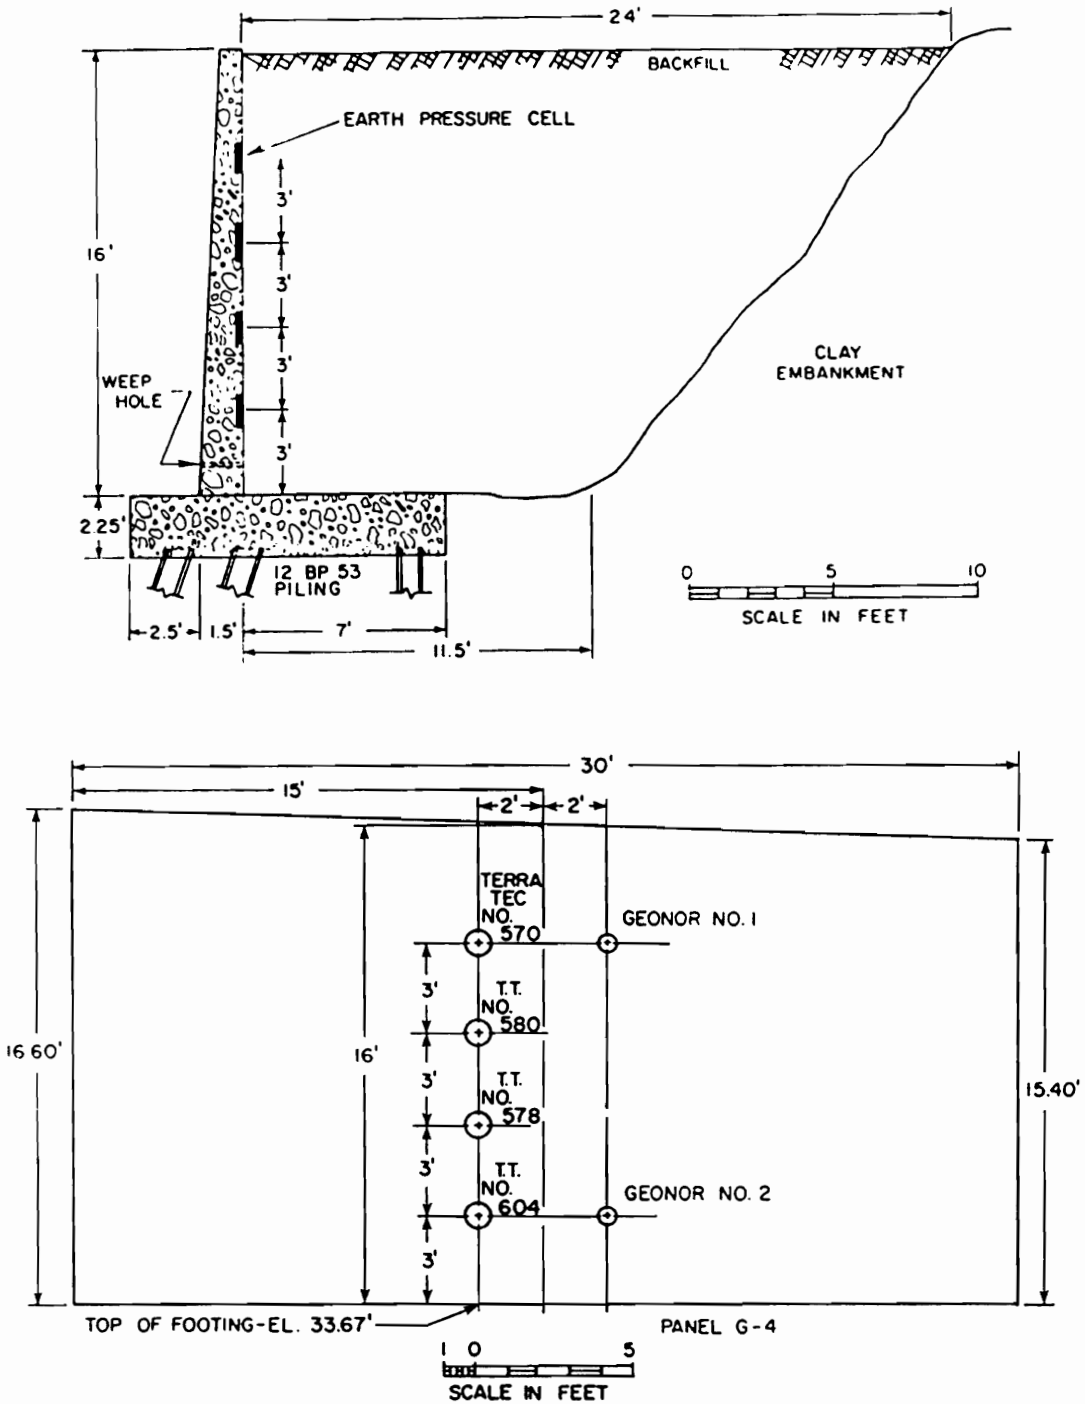 24'
BACKFILL
EARTH PRESSURE CELL
3'
16'
3'
3'
CLAY
EMBANKMENT
WEEP
HOLE
3'
2.25'
12 BP 53
PILING
0 5 10
SCALE IN FEET
2.5' 1.5' 7'
11.5'
30'
15'
2' 2'
TERRA
TEC
NO.
570
GEONOR NO. 1
3'
T.T.
NO.
580
16 60'
16'
15.40'
3'
T.T.
NO.
578
3'
T.T.
NO.
604
GEONOR NO. 2
3'
TOP OF FOOTING-EL. 33.67'
PANEL G-4
1 0 5
SCALE IN FEET